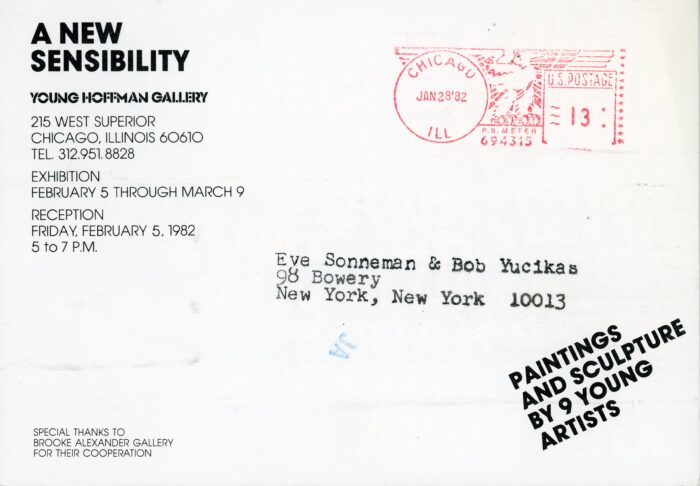 A NEW
SENSIBILITY
YOUNG HOFFMAN GALLERY
215 WEST SUPERIOR
CHICAGO, ILLINOIS 60610
TEL. 312.951.8828
EXHIBITION
FEBRUARY 5 THROUGH MARCH 9
RECEPTION
FRIDAY, FEBRUARY 5, 1982
5 to 7 P.M.
CHICAGO
JAN28'82
ILL
U.S. POSTAGE
13
P.B. METER
694315
Eve Sonneman & Bob Yucikas
98 Bowery
New York, New York 10013
JA
PAINTINGS
AND SCULPTURE
BY 9 YOUNG
ARTISTS
SPECIAL THANKS TO
BROOKE ALEXANDER GALLERY
FOR THEIR COOPERATION